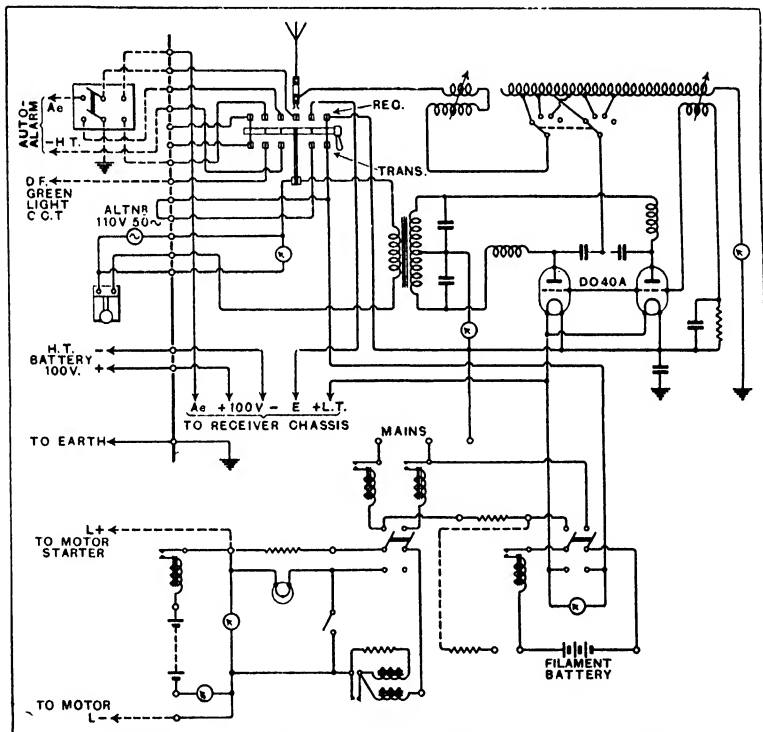 REC.
Ae
AUTO-
ALARM
-H.T.
TRANS.
D.F.
GREEN
LIGHT
CCT
ALTNR
110V 50~
DO40A
H.T. -
BATTERY
100V. +
Ae +100V - E +L.T.
TO RECEIVER CHASSIS
MAINS
TO EARTH
L+
TO MOTOR
STARTER
FILAMENT
BATTERY
TO MOTOR
L-